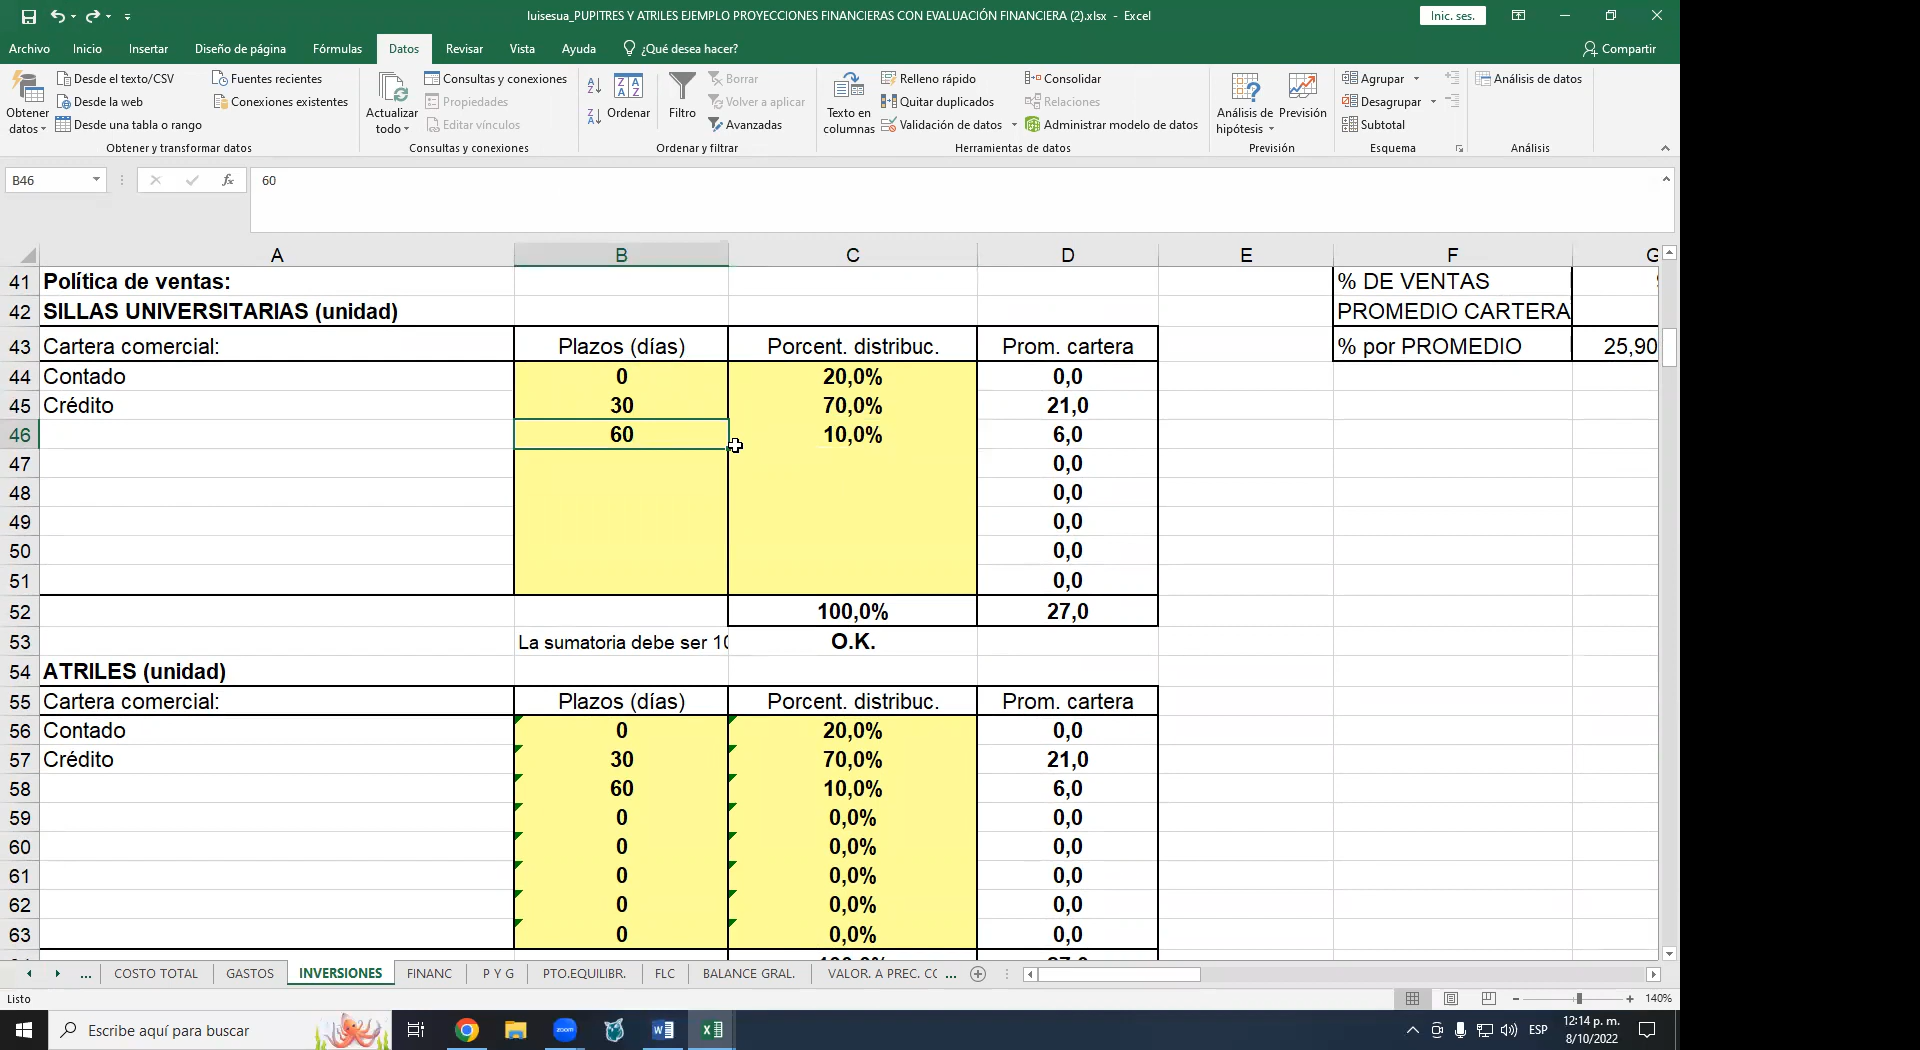 luisesua_PUPITRES Y ATRILES EJEMPLO PROYECCIONES FINANCIERAS CON EVALUACIÓN FINANCIERA (2).xlsx - Excel
Inic. ses.
Archivo Inicio Insertar Diseño de página Fórmulas Datos Revisar Vista Ayuda ¿Qué desea hacer? Compartir
Obtener datos
Desde el texto/CSV
Desde la web
Desde una tabla o rango
Fuentes recientes
Conexiones existentes
Obtener y transformar datos
Actualizar todo
Consultas y conexiones
Propiedades
Editar vínculos
Consultas y conexiones
Ordenar
Filtro
Borrar
Volver a aplicar
Avanzadas
Ordenar y filtrar
Texto en columnas
Relleno rápido
Quitar duplicados
Validación de datos
Consolidar
Relaciones
Administrar modelo de datos
Herramientas de datos
Análisis de hipótesis
Previsión
Previsión
Agrupar
Desagrupar
Subtotal
Esquema
Análisis de datos
Análisis
B46 fx 60
A B C D E F G
41 Política de ventas: % DE VENTAS
42 SILLAS UNIVERSITARIAS (unidad) PROMEDIO CARTERA
43 Cartera comercial: Plazos (días) Porcent. distribuc. Prom. cartera % por PROMEDIO 25,90
44 Contado 0 20,0% 0,0
45 Crédito 30 70,0% 21,0
46 60 10,0% 6,0
47 0,0
48 0,0
49 0,0
50 0,0
51 0,0
52 100,0% 27,0
53 La sumatoria debe ser 10 O.K.
54 ATRILES (unidad)
55 Cartera comercial: Plazos (días) Porcent. distribuc. Prom. cartera
56 Contado 0 20,0% 0,0
57 Crédito 30 70,0% 21,0
58 60 10,0% 6,0
59 0 0,0% 0,0
60 0 0,0% 0,0
61 0 0,0% 0,0
62 0 0,0% 0,0
63 0 0,0% 0,0
... COSTO TOTAL GASTOS INVERSIONES FINANC P Y G PTO.EQUILIBR. FLC BALANCE GRAL. VALOR. A PREC. CC ...
Listo 140%
Escribe aquí para buscar
zoom
ESP
12:14 p. m.
8/10/2022